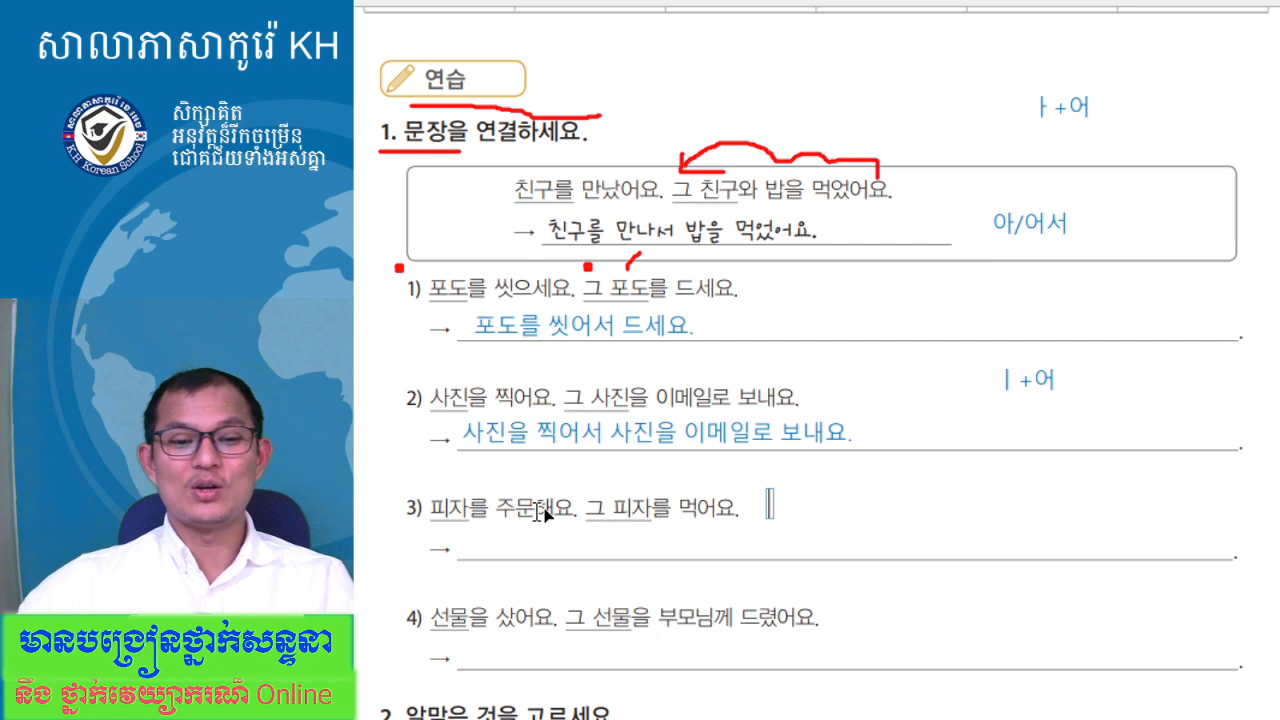 សាលាភាសាកូរ៉េ KH
សិក្សាគិត
អនុវត្តន៏រីកចម្រើន
ជោគជ័យទាំងអស់គ្នា
K.H Korean School
មានបង្រៀនថ្នាក់សន្ទនា
នឹង ថ្នាក់វេយ្យាករណ៏ Online
연습
ㅏ+어
1. 문장을 연결하세요.
친구를 만났어요. 그 친구와 밥을 먹었어요.
→ 친구를 만나서 밥을 먹었어요.
아/어서
1) 포도를 씻으세요. 그 포도를 드세요.
→ 포도를 씻어서 드세요.
ㅣ+어
2) 사진을 찍어요. 그 사진을 이메일로 보내요.
→ 사진을 찍어서 사진을 이메일로 보내요.
3) 피자를 주문해요. 그 피자를 먹어요.
→
4) 선물을 샀어요. 그 선물을 부모님께 드렸어요.
→
2. 알맞은 것을 고르세요